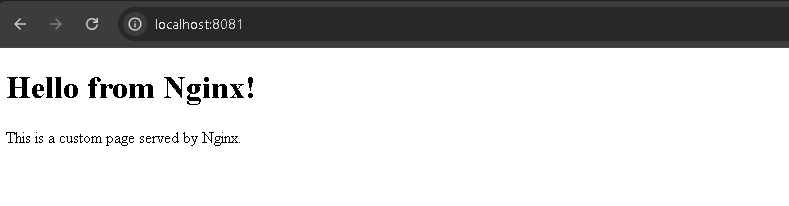 localhost:8081
Hello from Nginx!
This is a custom page served by Nginx.